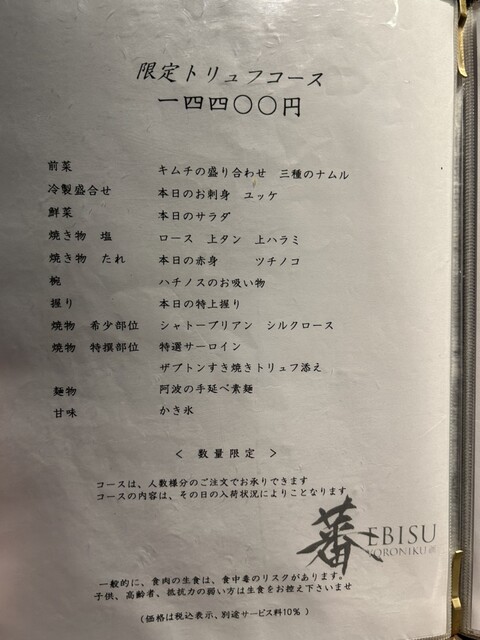 限定トリュフコース
一四四〇〇円
前菜 キムチの盛り合わせ 三種のナムル
冷製盛合せ 本日のお刺身 ユッケ
鮮菜 本日のサラダ
焼き物 塩 ロース 上タン 上ハラミ
焼き物 たれ 本日の赤身 ツチノコ
椀 ハチノスのお吸い物
握り 本日の特上握り
焼物 希少部位 シャトーブリアン シルクロース
焼物 特撰部位 特選サーロイン
ザブトンすき焼きトリュフ添え
麺物 阿波の手延べ素麺
甘味 かき氷
< 数量限定 >
コースは、人数様分のご注文でお承りできます
コースの内容は、その日の入荷状況によりことなります
蕃 EBISU
YORONIKU
一般的に、食肉の生食は、食中毒のリスクがあります。
子供、高齢者、抵抗力の弱い方は生食をお控え下さいませ
(価格は税込表示、別途サービス料10%)